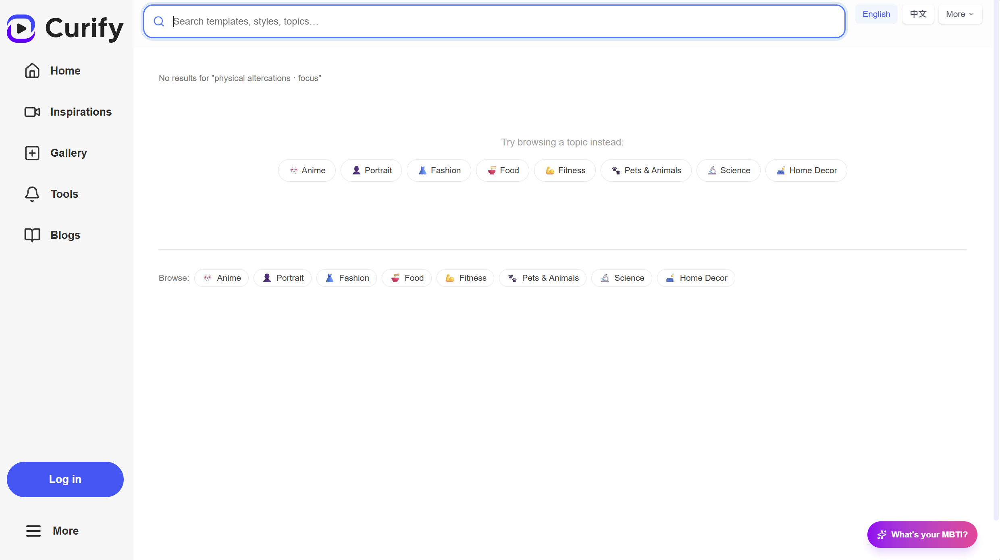 Curify
Search templates, styles, topics…
English
中文
More
Home
Inspirations
Gallery
Tools
Blogs
No results for "physical altercations · focus"
Try browsing a topic instead:
Anime
Portrait
Fashion
Food
Fitness
Pets & Animals
Science
Home Decor
Browse:
Anime
Portrait
Fashion
Food
Fitness
Pets & Animals
Science
Home Decor
Log in
More
What's your MBTI?